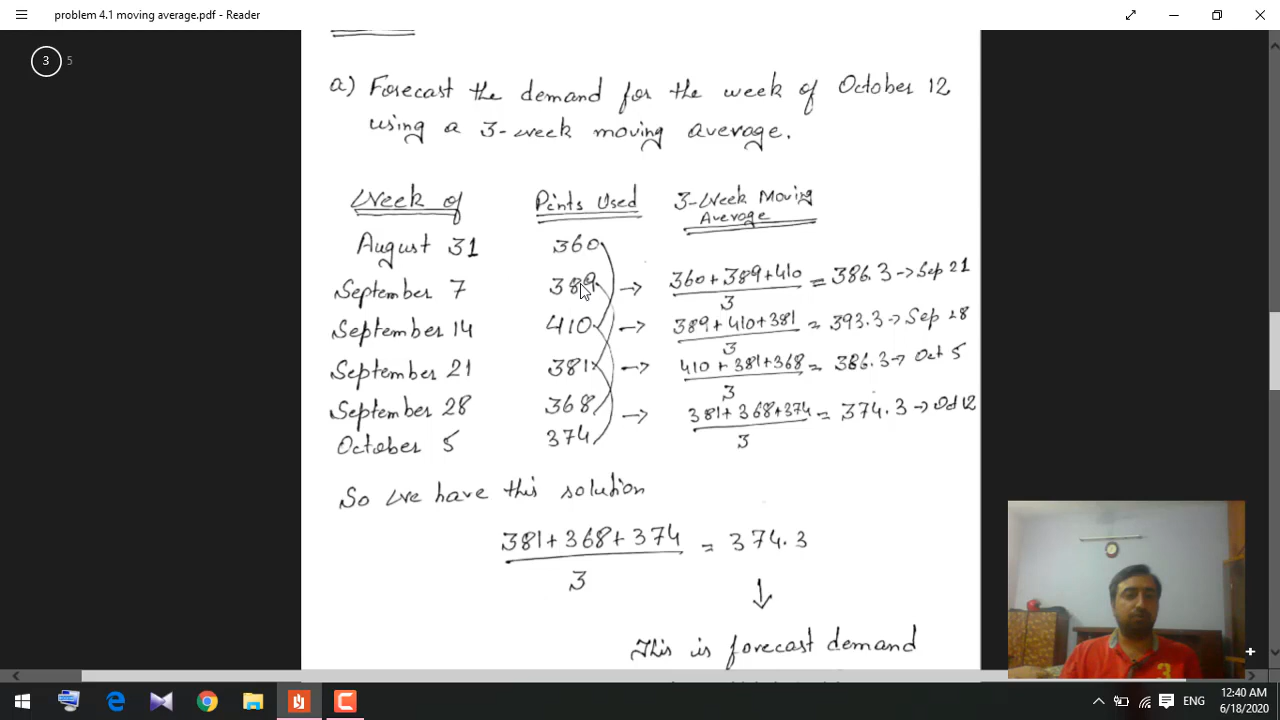 problem 4.1 moving average.pdf - Reader
3 5
a) Forecast the demand for the week of October 12
using a 3-week moving average.
Week of Pints Used 3-Week Moving Average
August 31 360
September 7 389 → 360+389+410 / 3 = 386.3 → Sep 21
September 14 410 → 389+410+381 / 3 = 393.3 → Sep 28
September 21 381 → 410+381+368 / 3 = 386.3 → Oct 5
September 28 368 → 381+368+374 / 3 = 374.3 → Oct 12
October 5 374
So we have this solution
381+368+374 / 3 = 374.3
↓
This is forecast demand
ENG
12:40 AM
6/18/2020